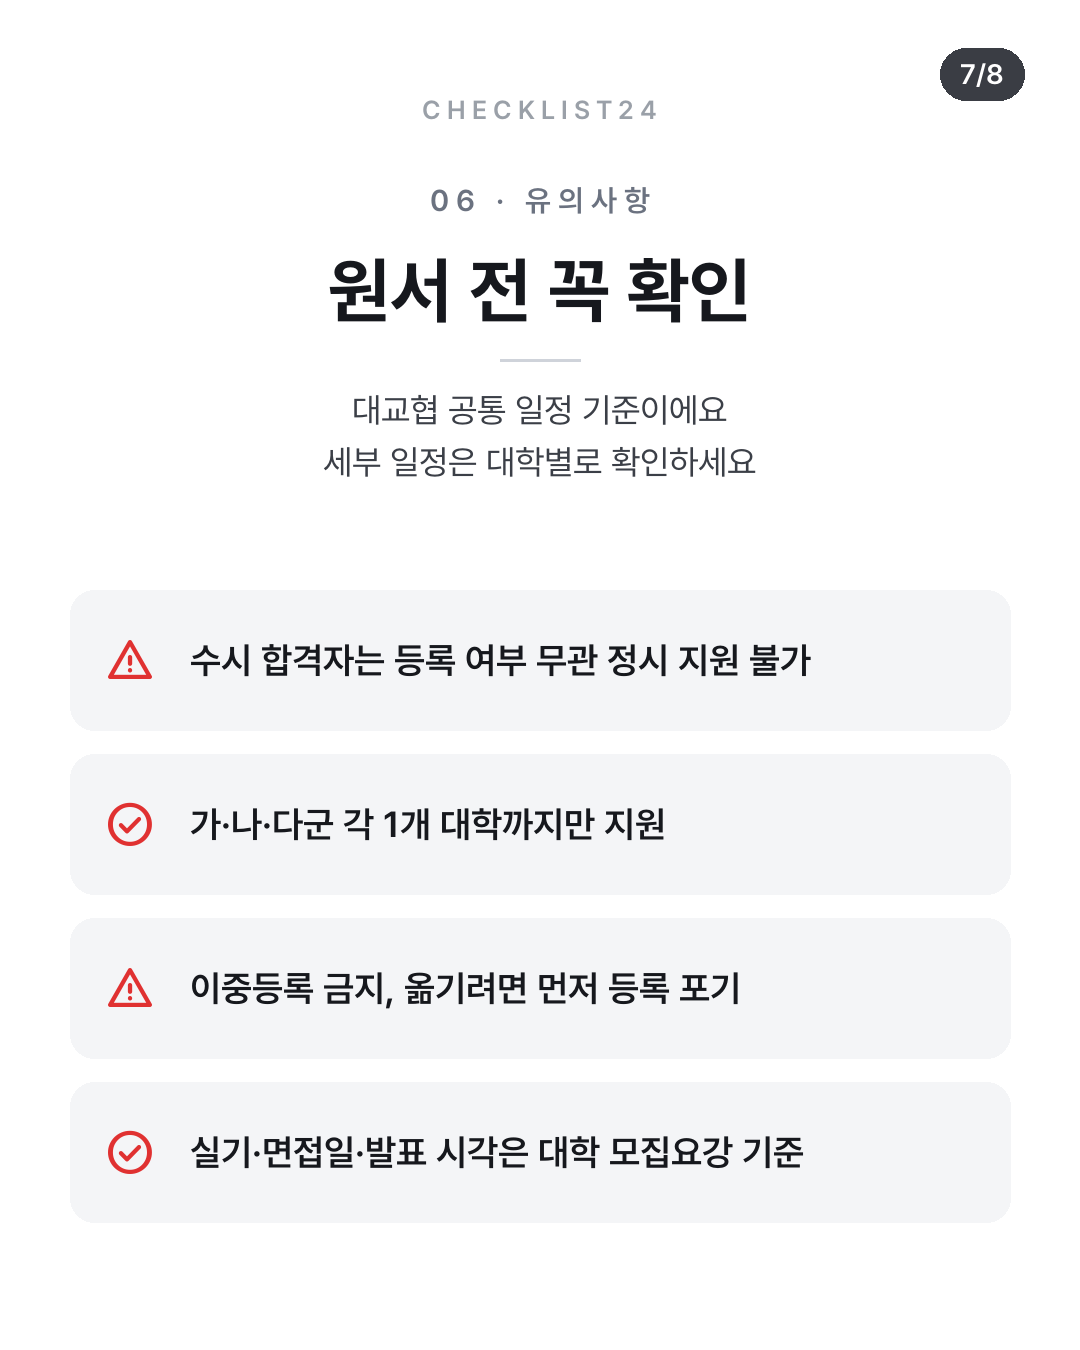 7/8
CHECKLIST24
06 · 유의사항
원서 전 꼭 확인
대교협 공통 일정 기준이에요
세부 일정은 대학별로 확인하세요
수시 합격자는 등록 여부 무관 정시 지원 불가
가·나·다군 각 1개 대학까지만 지원
이중등록 금지, 옮기려면 먼저 등록 포기
실기·면접일·발표 시각은 대학 모집요강 기준